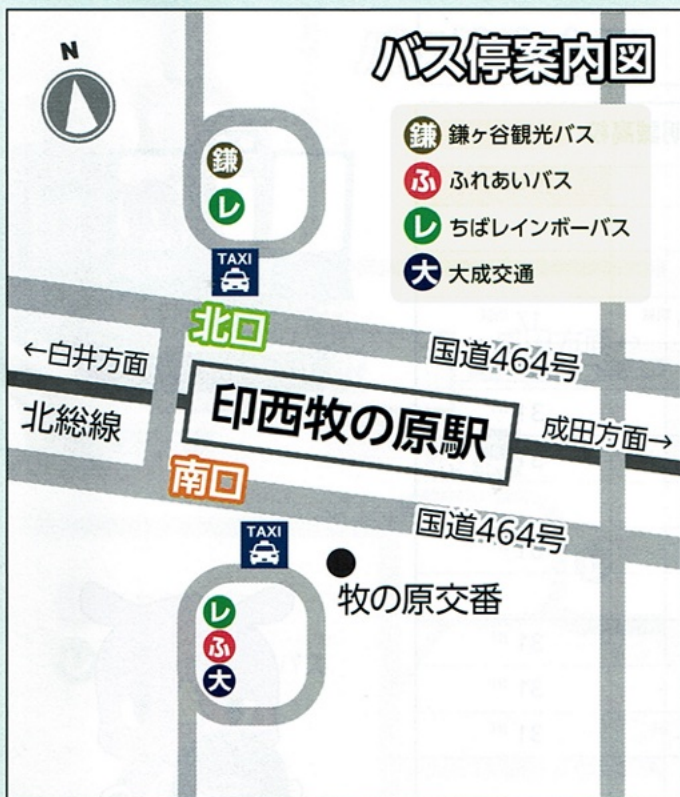 N
バス停案内図
鎌 鎌ヶ谷観光バス
ふ ふれあいバス
レ ちばレインボーバス
大 大成交通
鎌
レ
TAXI
北口
国道464号
←白井方面
北総線
印西牧の原駅
成田方面→
南口
国道464号
TAXI
牧の原交番
レ
ふ
大